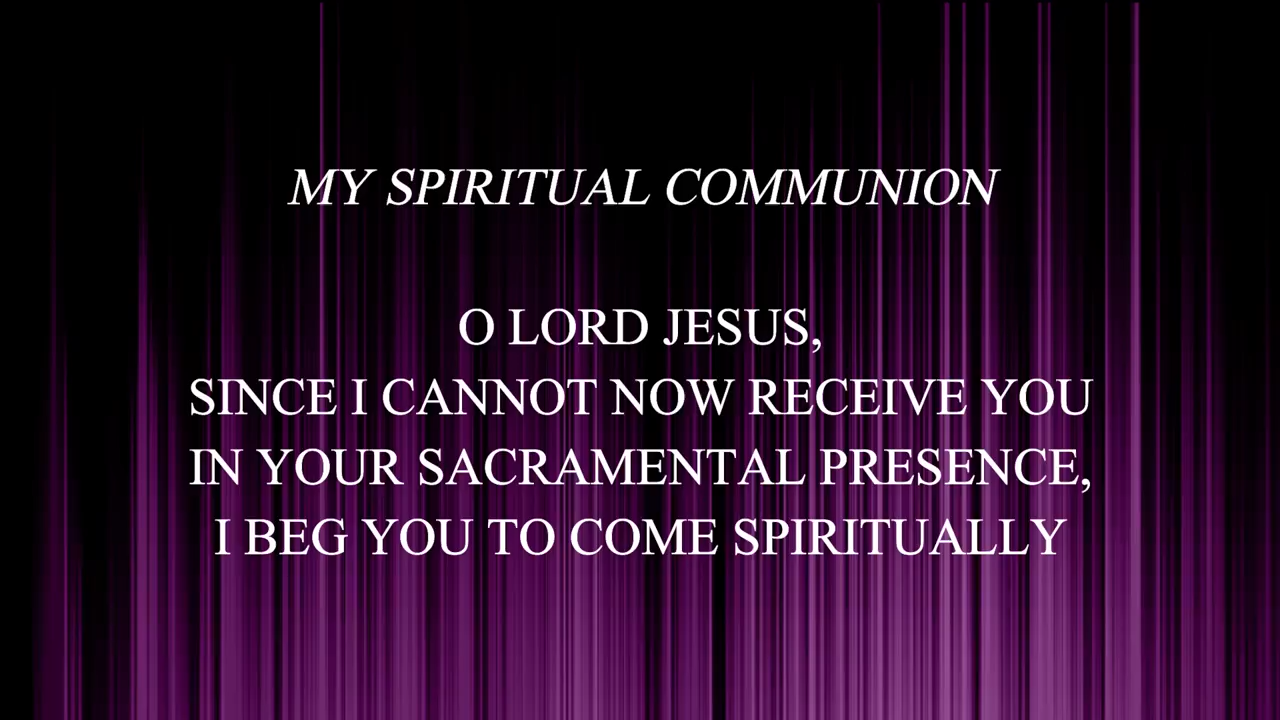 MY SPIRITUAL COMMUNION
O LORD JESUS,
SINCE I CANNOT NOW RECEIVE YOU
IN YOUR SACRAMENTAL PRESENCE,
I BEG YOU TO COME SPIRITUALLY